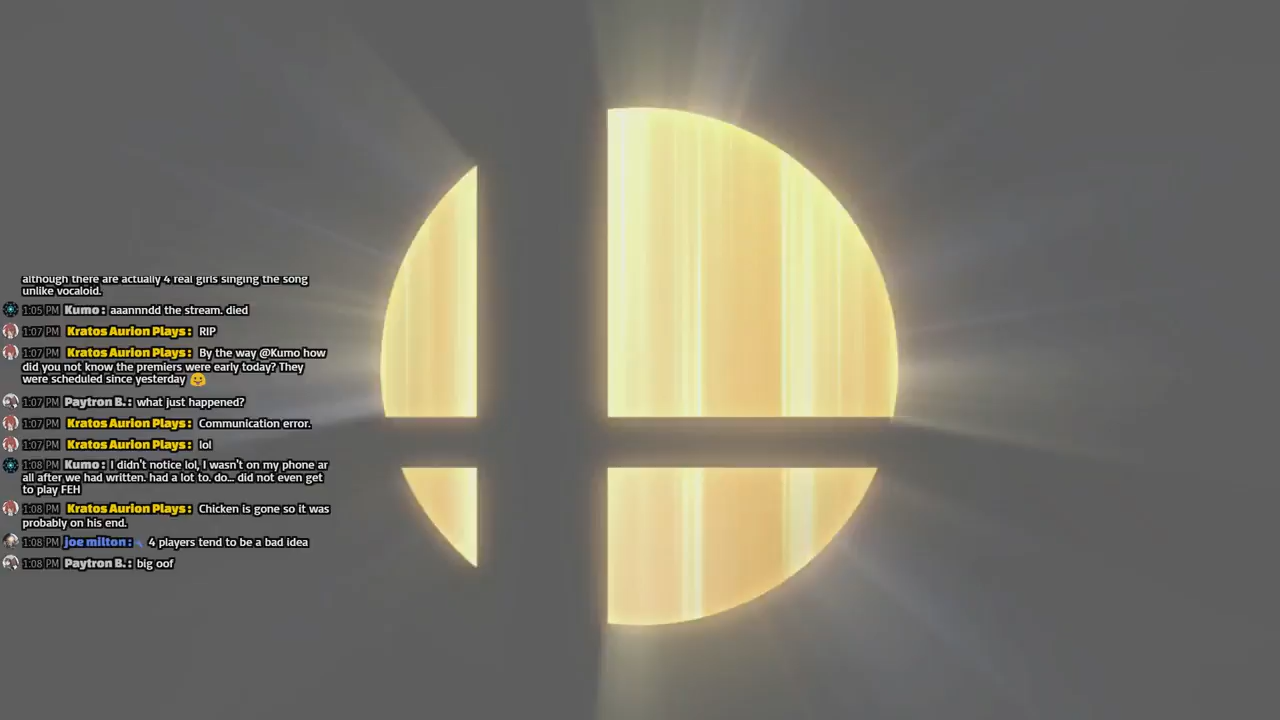 although there are actually 4 real girls singing the song
unlike vocaloid.
1:05 PM Kumo: aaannndd the stream. died
1:07 PM Kratos Aurion Plays: RIP
1:07 PM Kratos Aurion Plays: By the way @Kumo how
did you not know the premiers were early today? They
were scheduled since yesterday
1:07 PM Paytron B.: what just happened?
1:07 PM Kratos Aurion Plays: Communication error.
1:07 PM Kratos Aurion Plays: lol
1:08 PM Kumo: I didn't notice lol, I wasn't on my phone ar
all after we had written. had a lot to. do... did not even get
to play FEH
1:08 PM Kratos Aurion Plays: Chicken is gone so it was
probably on his end.
1:08 PM joe milton: 4 players tend to be a bad idea
1:08 PM Paytron B.: big oof